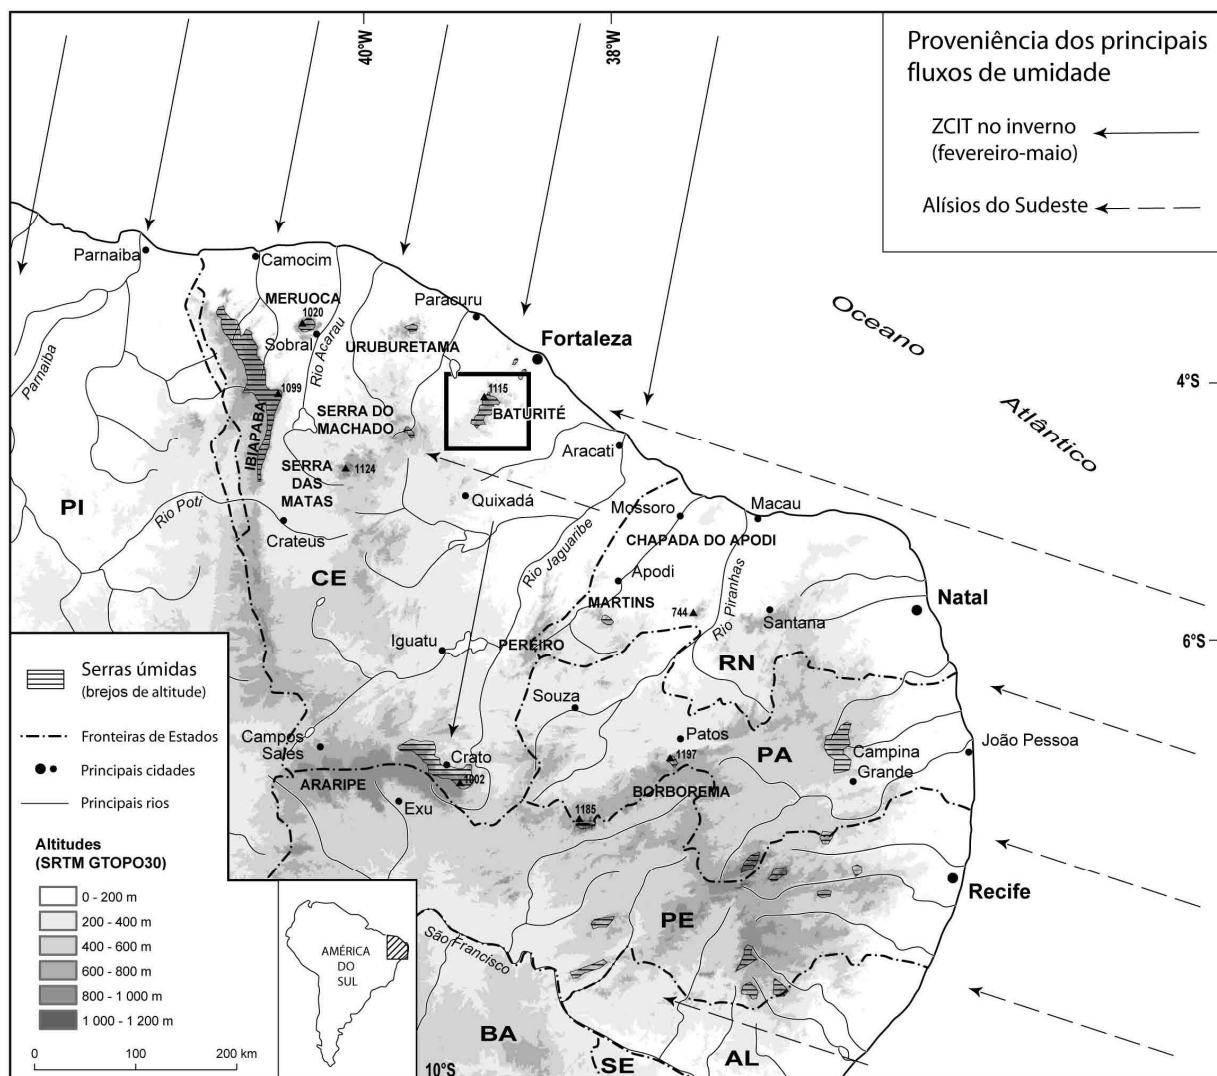 40°W
38°W
Proveniência dos principais
fluxos de umidade
ZCIT no inverno
(fevereiro-maio)
Alísios do Sudeste
Parnaiba
Camocim
MERUOCA
1020
Sobral
Rio Acarau
Paracuru
URUBURETAMA
Fortaleza
Oceano
Atlântico
4°S
Parnaiba
1099
IBIAPABA
1115
BATURITÉ
SERRA DO
MACHADO
SERRA
DAS
MATAS
1124
Aracati
Quixadá
PI
Rio Poti
Crateus
Mossoro
Macau
CHAPADA DO APODI
Rio Jaguaribe
CE
Apodi
MARTINS
744
Rio Piranhas
Santana
Natal
Iguatu
PEREIRO
6°S
RN
Souza
Campos
Sales
Crato
1002
Patos
1197
PA
Campina
Grande
João Pessoa
ARARIPE
Exu
BORBOREMA
1185
Recife
PE
São Francisco
BA
SE
AL
10°S
Serras úmidas
(brejos de altitude)
Fronteiras de Estados
Principais cidades
Principais rios
Altitudes
(SRTM GTOPO30)
0 - 200 m
200 - 400 m
400 - 600 m
600 - 800 m
800 - 1 000 m
1 000 - 1 200 m
0 100 200 km
AMÉRICA
DO
SUL